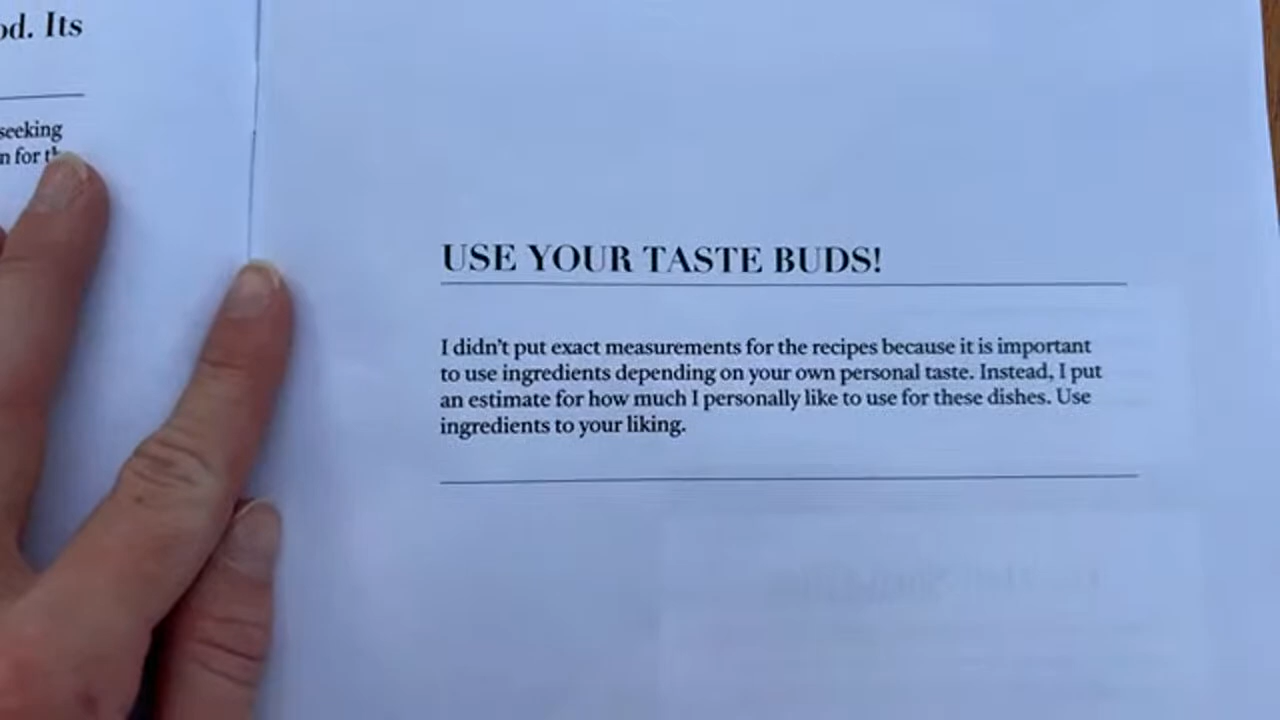 od. Its
seeking
n for
USE YOUR TASTE BUDS!
I didn't put exact measurements for the recipes because it is important
to use ingredients depending on your own personal taste. Instead, I put
an estimate for how much I personally like to use for these dishes. Use
ingredients to your liking.